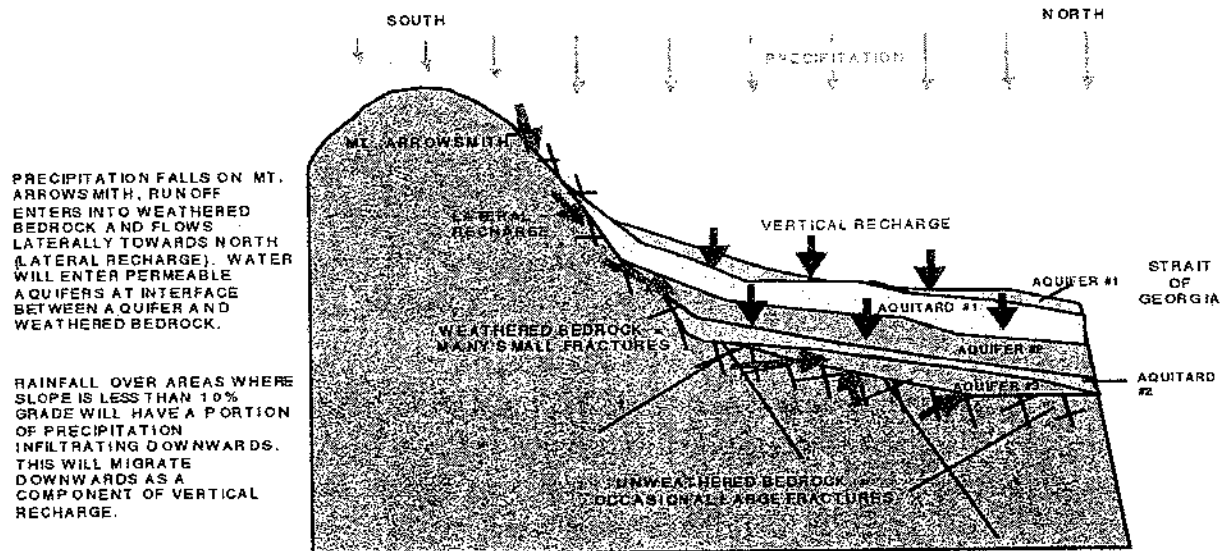 SOUTH
NORTH
PRECIPITATION
MT. ARROWSMITH
PRECIPITATION FALLS ON MT.
ARROWSMITH, RUNOFF
ENTERS INTO WEATHERED
BEDROCK AND FLOWS
LATERALLY TOWARDS NORTH
(LATERAL RECHARGE). WATER
WILL ENTER PERMEABLE
AQUIFERS AT INTERFACE
BETWEEN AQUIFER AND
WEATHERED BEDROCK.
LATERAL
RECHARGE
VERTICAL RECHARGE
AQUIFER #1
STRAIT
OF
GEORGIA
AQUITARD #1
WEATHERED BEDROCK -
MANY SMALL FRACTURES
AQUIFER #2
AQUITARD
#2
AQUIFER #3
RAINFALL OVER AREAS WHERE
SLOPE IS LESS THAN 10%
GRADE WILL HAVE A PORTION
OF PRECIPITATION
INFILTRATING DOWNWARDS.
THIS WILL MIGRATE
DOWNWARDS AS A
COMPONENT OF VERTICAL
RECHARGE.
UNWEATHERED BEDROCK -
OCCASIONAL LARGE FRACTURES